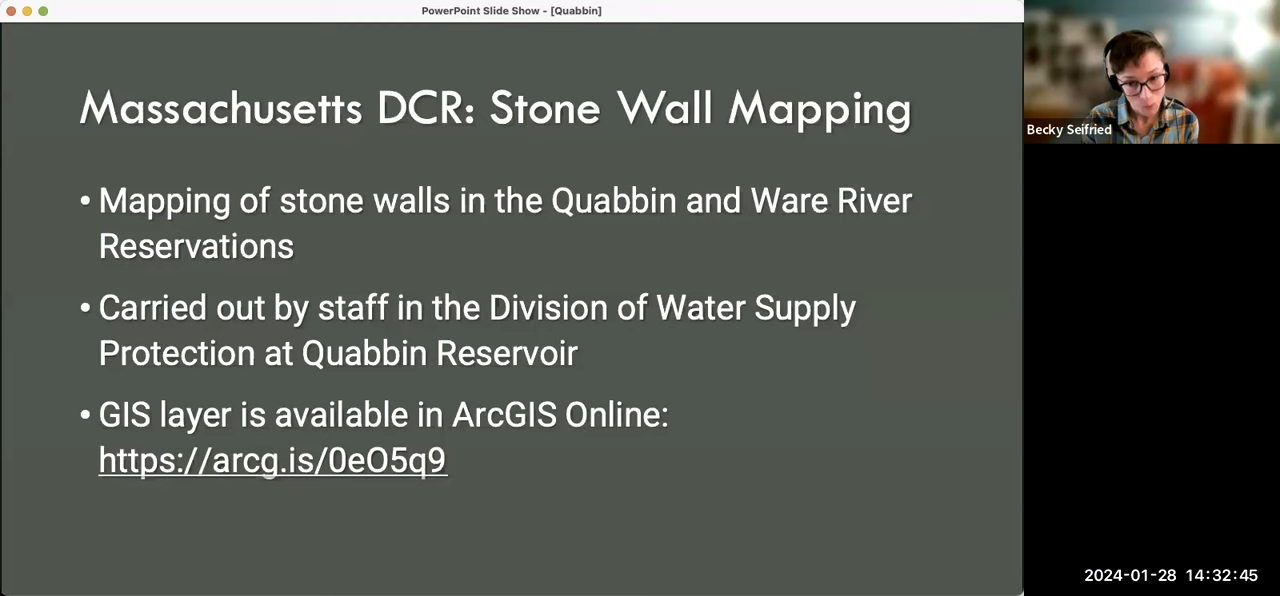 PowerPoint Slide Show - [Quabbin]
Massachusetts DCR: Stone Wall Mapping
• Mapping of stone walls in the Quabbin and Ware River
Reservations
• Carried out by staff in the Division of Water Supply
Protection at Quabbin Reservoir
• GIS layer is available in ArcGIS Online:
https://arcg.is/0eO5q9
Becky Seifried
2024-01-28 14:32:45